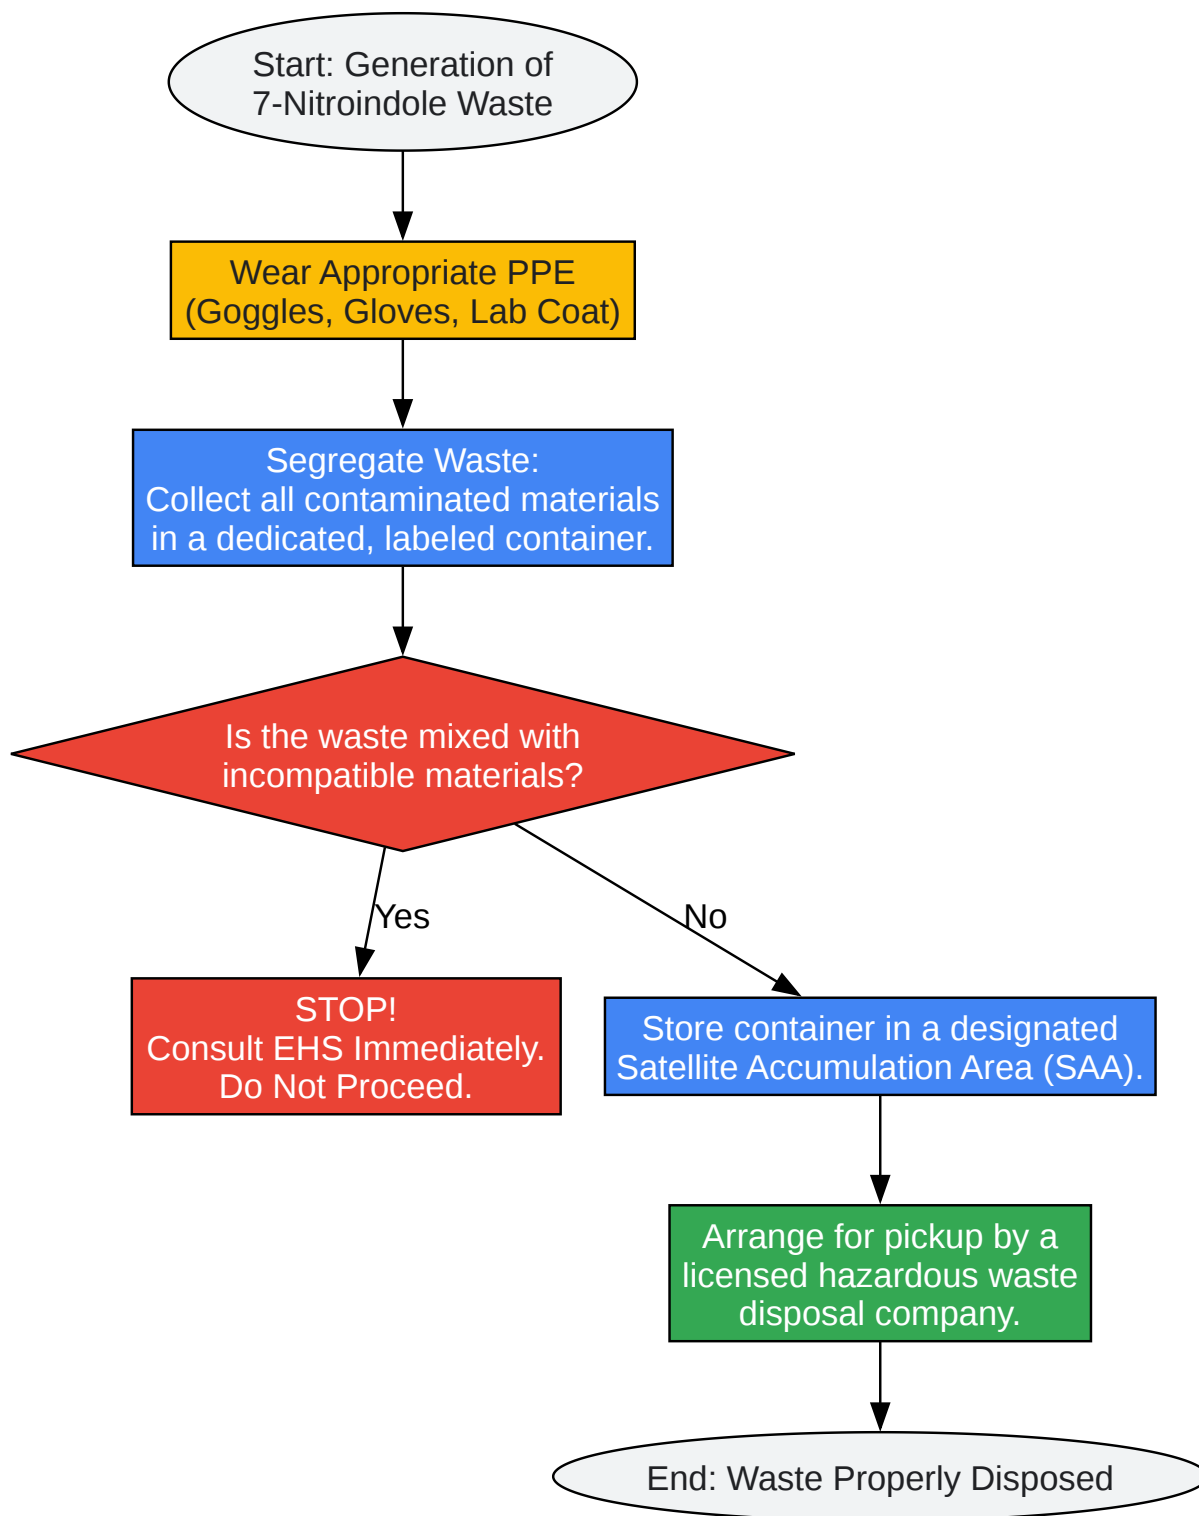 Start: Generation of
7-Nitroindole Waste
Wear Appropriate PPE
(Goggles, Gloves, Lab Coat)
Segregate Waste:
Collect all contaminated materials
in a dedicated, labeled container.
Is the waste mixed with
incompatible materials?
Yes
No
STOP!
Consult EHS Immediately.
Do Not Proceed.
Store container in a designated
Satellite Accumulation Area (SAA).
Arrange for pickup by a
licensed hazardous waste
disposal company.
End: Waste Properly Disposed